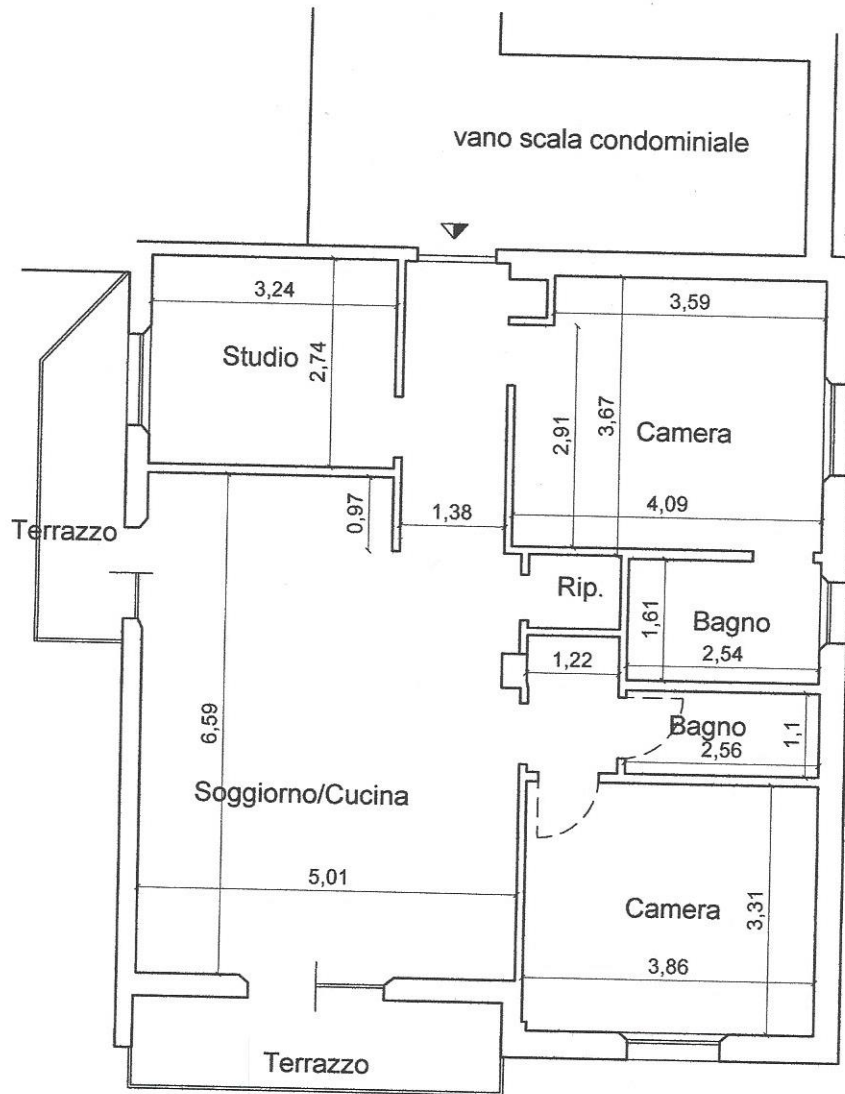 vano scala condominiale
3,24
3,59
Studio
2,74
2,91
3,67
Camera
0,97
1,38
4,09
Terrazzo
Rip.
1,61
Bagno
2,54
1,22
6,59
Bagno
1,1
2,56
Soggiorno/Cucina
5,01
Camera
3,31
3,86
Terrazzo